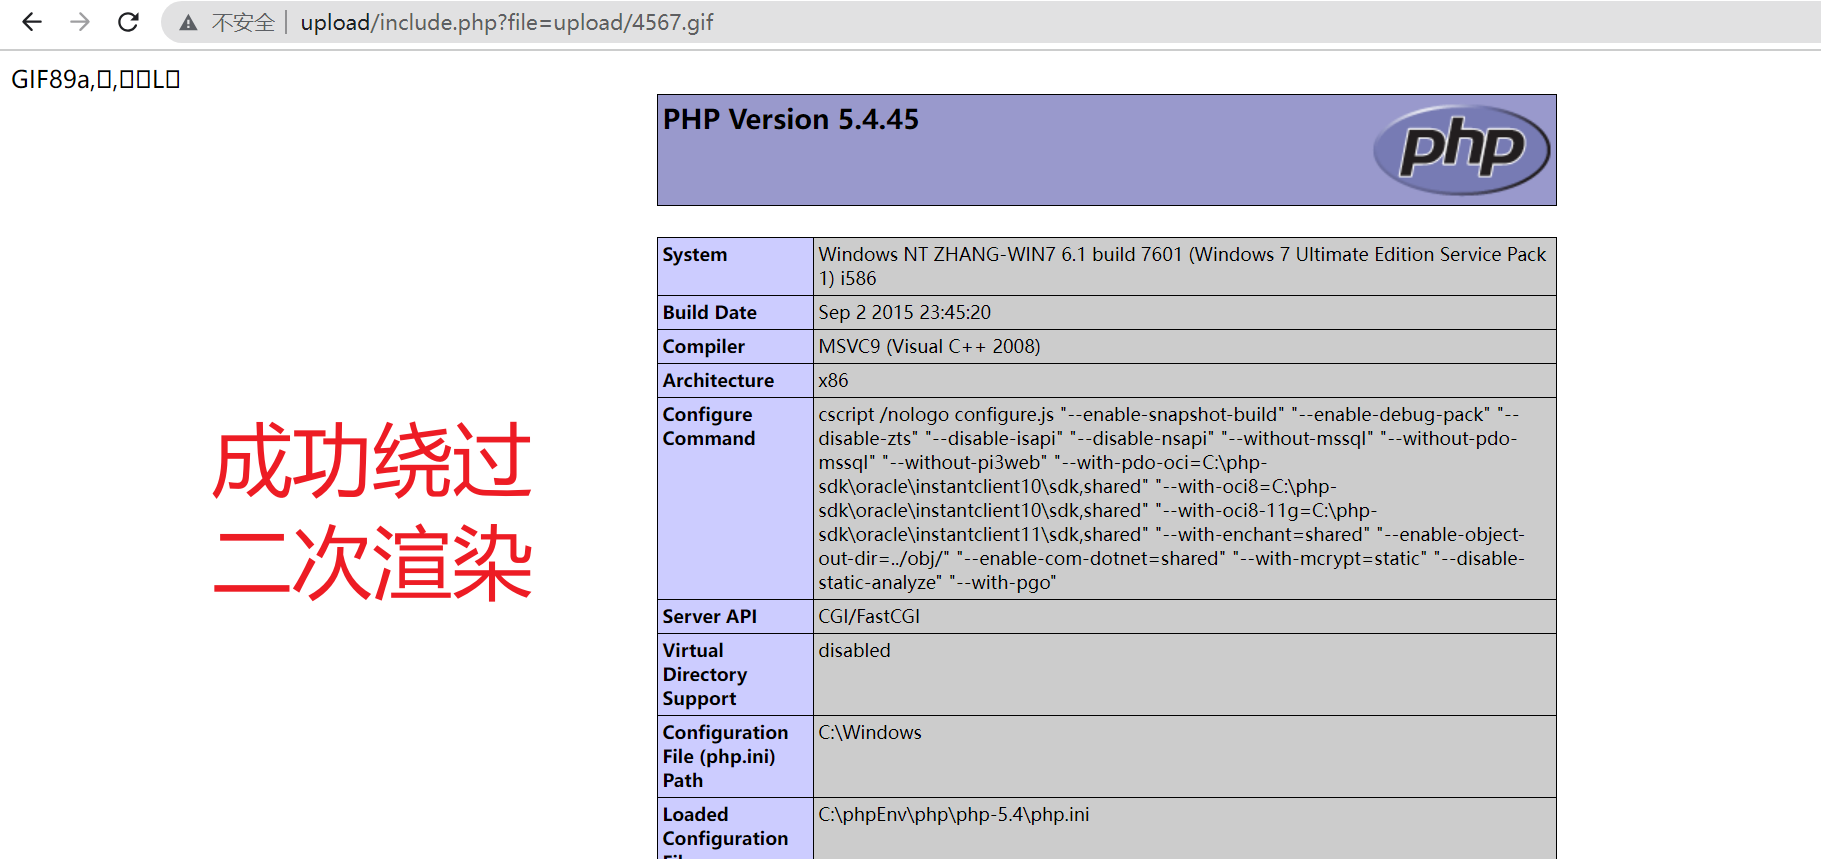 不安全 upload/include.php?file=upload/4567.gif
GIF89a,▯,▯▯L▯
PHP Version 5.4.45
php
System
Windows NT ZHANG-WIN7 6.1 build 7601 (Windows 7 Ultimate Edition Service Pack
1) i586
Build Date
Sep 2 2015 23:45:20
Compiler
MSVC9 (Visual C++ 2008)
Architecture
x86
Configure
Command
cscript /nologo configure.js "--enable-snapshot-build" "--enable-debug-pack" "--
disable-zts" "--disable-isapi" "--disable-nsapi" "--without-mssql" "--without-pdo-
mssql" "--without-pi3web" "--with-pdo-oci=C:\php-
sdk\oracle\instantclient10\sdk,shared" "--with-oci8=C:\php-
sdk\oracle\instantclient10\sdk,shared" "--with-oci8-11g=C:\php-
sdk\oracle\instantclient11\sdk,shared" "--with-enchant=shared" "--enable-object-
out-dir=../obj/" "--enable-com-dotnet=shared" "--with-mcrypt=static" "--disable-
static-analyze" "--with-pgo"
成功绕过
二次渲染
Server API
CGI/FastCGI
Virtual
Directory
Support
disabled
Configuration
File (php.ini)
Path
C:\Windows
Loaded
Configuration
C:\phpEnv\php\php-5.4\php.ini